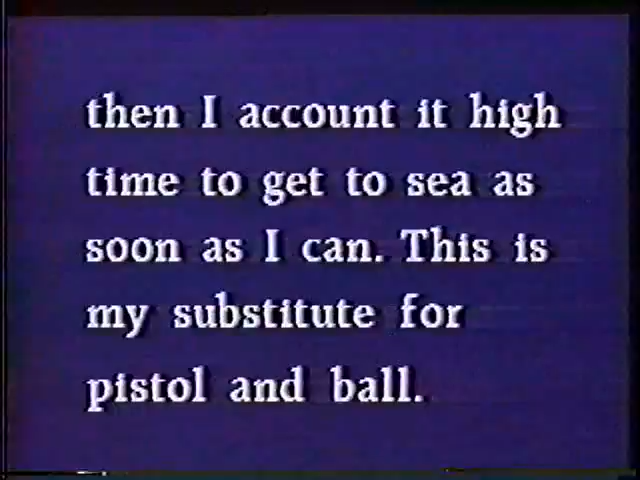 then I account it high
time to get to sea as
soon as I can. This is
my substitute for
pistol and ball.